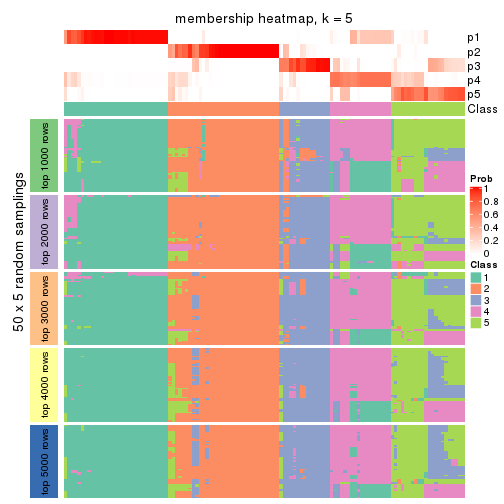 membership heatmap, k = 5
p1
p2
p3
p4
p5
Class
50 x 5 random samplings
top 1000 rows
top 2000 rows
top 3000 rows
top 4000 rows
top 5000 rows
Prob
1
0.8
0.6
0.4
0.2
0
Class
1
2
3
4
5